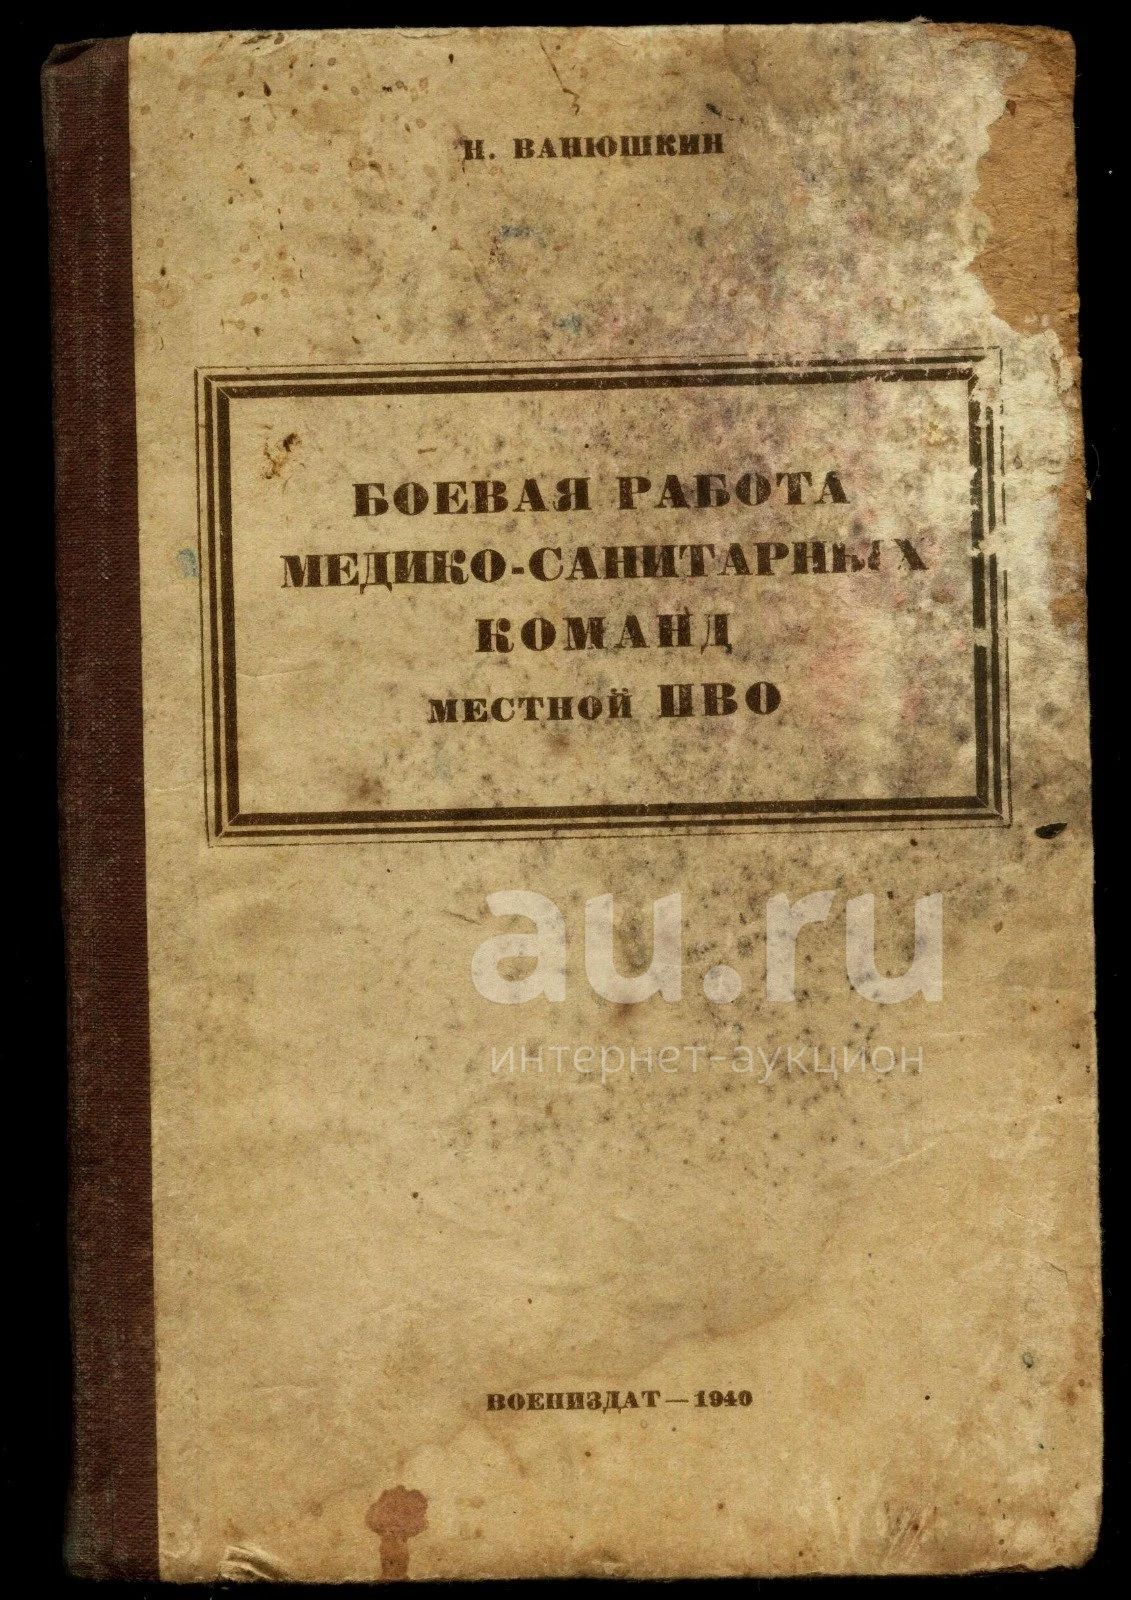 Н. ВАНЮШКИН
БОЕВАЯ РАБОТА
МЕДИКО-САНИТАРНЫХ
КОМАНД
МЕСТНОЙ ПВО
au.ru
интернет-аукцион
ВОЕНИЗДАТ — 1940